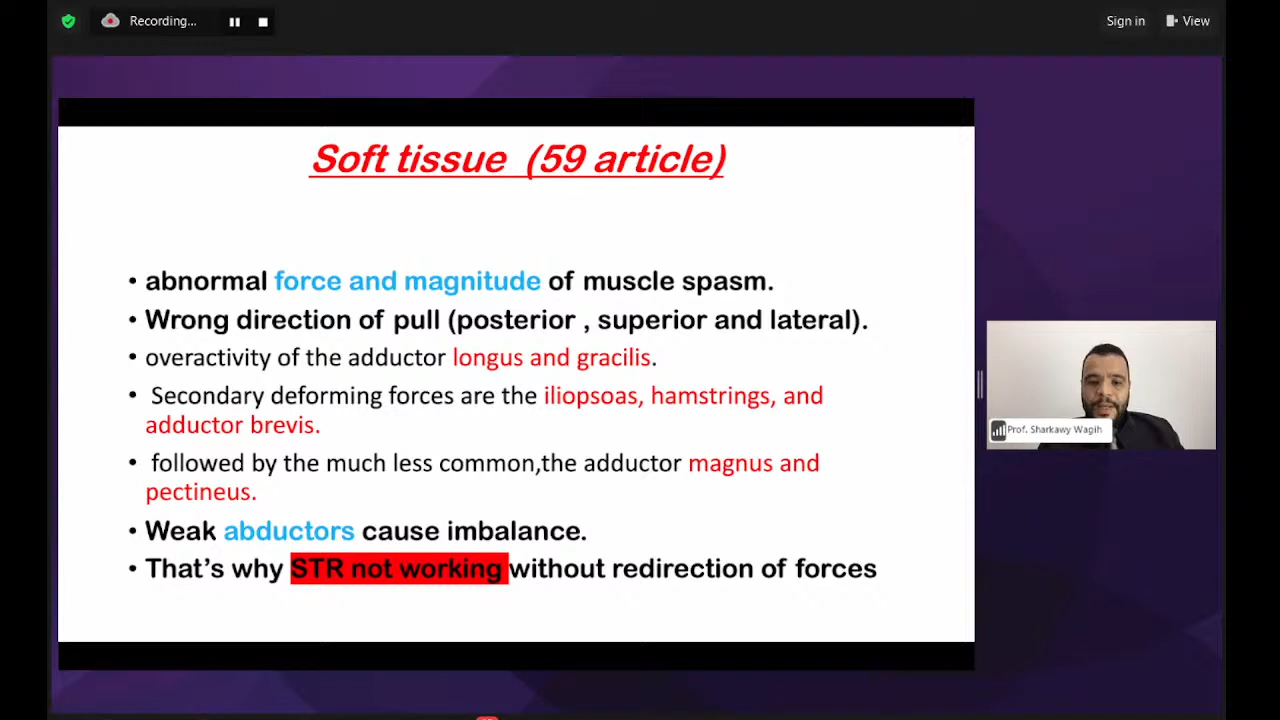 Recording...
Sign in
View
Soft tissue (59 article)
• abnormal force and magnitude of muscle spasm.
• Wrong direction of pull (posterior , superior and lateral).
• overactivity of the adductor longus and gracilis.
• Secondary deforming forces are the iliopsoas, hamstrings, and
adductor brevis.
• followed by the much less common,the adductor magnus and
pectineus.
• Weak abductors cause imbalance.
• That’s why STR not working without redirection of forces
Prof. Sharkawy Wagih